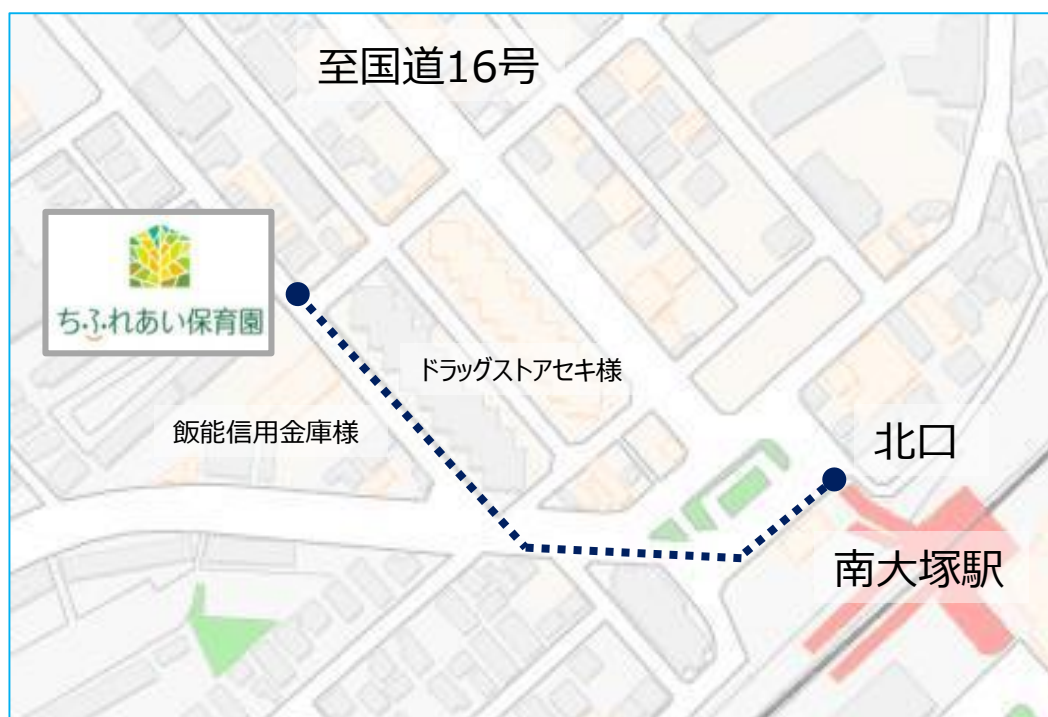 至国道16号
ちふれあい保育園
ドラッグストアセキ様
飯能信用金庫様
北口
南大塚駅